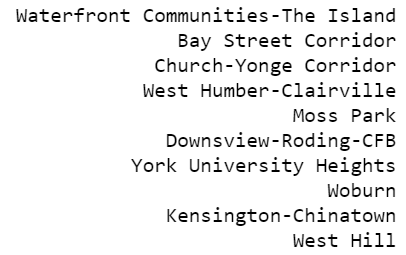 Waterfront Communities-The Island
Bay Street Corridor
Church-Yonge Corridor
West Humber-Clairville
Moss Park
Downsview-Roding-CFB
York University Heights
Woburn
Kensington-Chinatown
West Hill